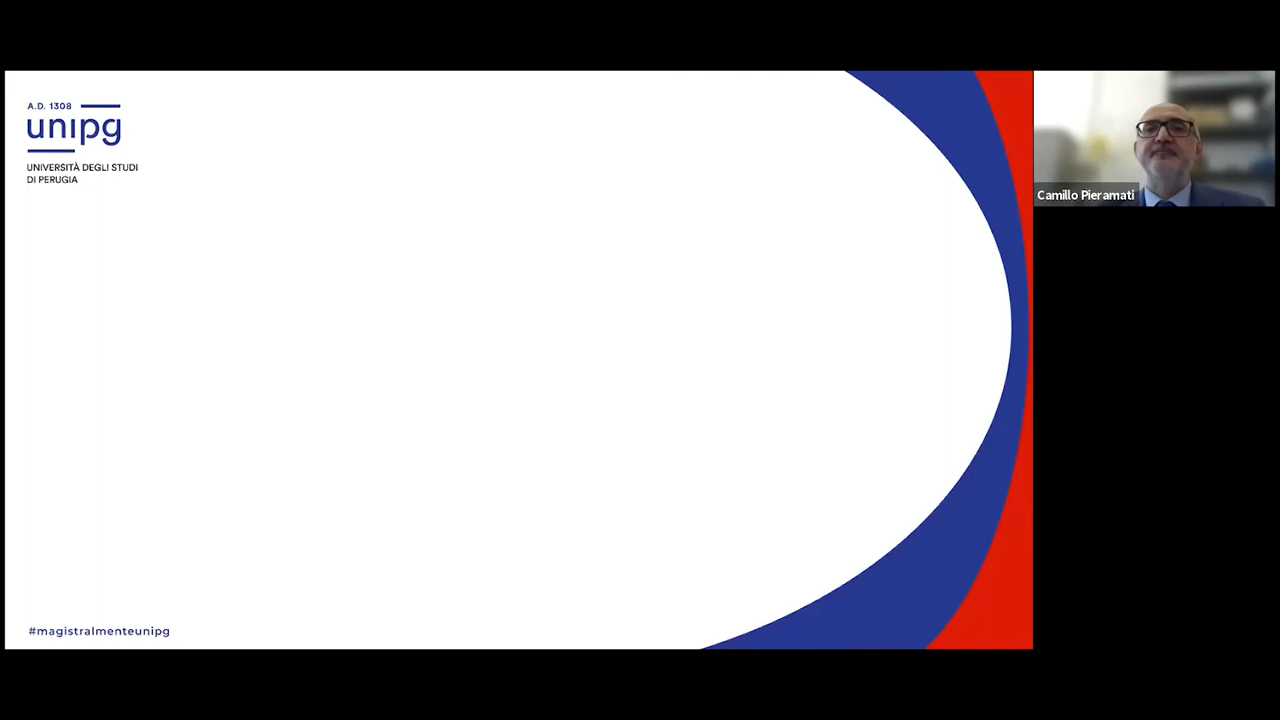 A.D. 1308
unipg
UNIVERSITÀ DEGLI STUDI
DI PERUGIA
Camillo Pieramati
#magistralmenteunipg